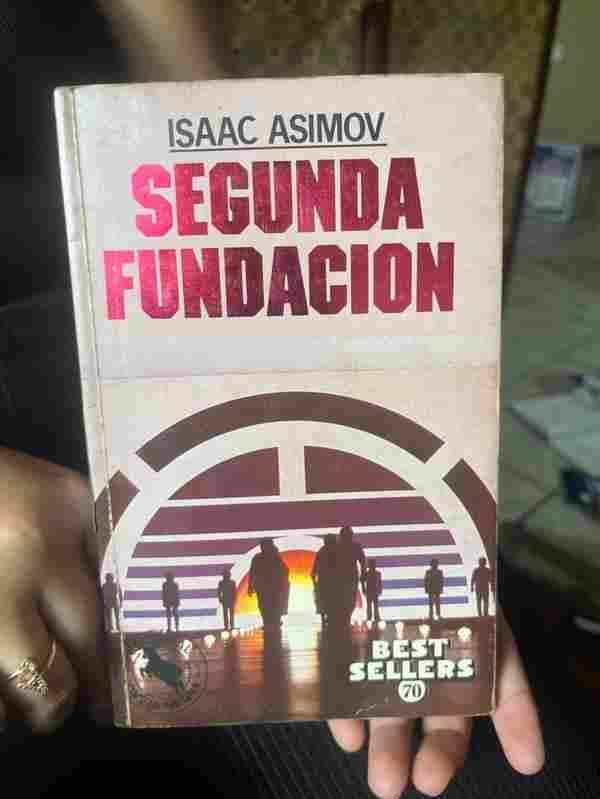 ISAAC ASIMOV
SEGUNDA
FUNDACION
BEST
SELLERS
70